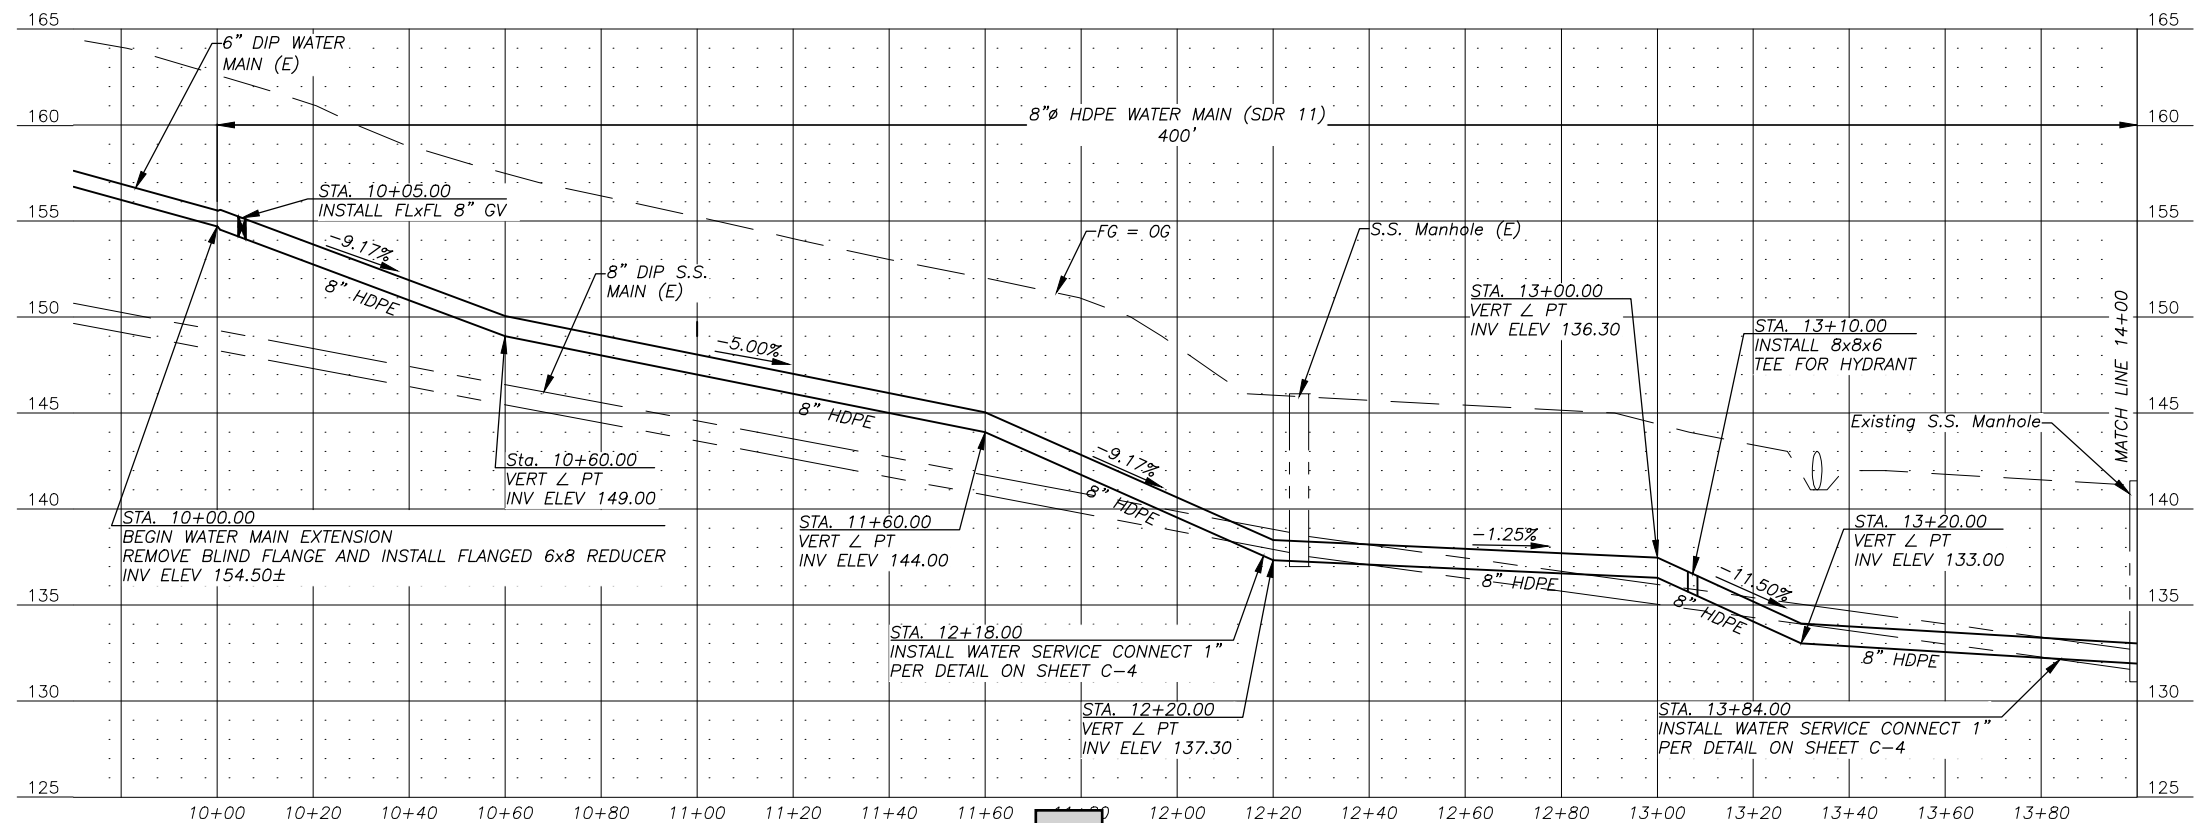 165
160
155
150
145
140
135
130
125
6" DIP WATER
MAIN (E)
8"ø HDPE WATER MAIN (SDR 11)
400'
STA. 10+05.00
INSTALL FLxFL 8" GV
-9.17%
8" HDPE
8" DIP S.S.
MAIN (E)
FG = OG
S.S. Manhole (E)
-5.00%
8" HDPE
STA. 13+00.00
VERT ∠ PT
INV ELEV 136.30
STA. 13+10.00
INSTALL 8x8x6
TEE FOR HYDRANT
MATCH LINE 14+00
Existing S.S. Manhole
Sta. 10+60.00
VERT ∠ PT
INV ELEV 149.00
-9.17%
8" HDPE
STA. 10+00.00
BEGIN WATER MAIN EXTENSION
REMOVE BLIND FLANGE AND INSTALL FLANGED 6x8 REDUCER
INV ELEV 154.50±
STA. 11+60.00
VERT ∠ PT
INV ELEV 144.00
-1.25%
8" HDPE
STA. 13+20.00
VERT ∠ PT
INV ELEV 133.00
-11.50%
8" HDPE
STA. 12+18.00
INSTALL WATER SERVICE CONNECT 1"
PER DETAIL ON SHEET C-4
8" HDPE
STA. 12+20.00
VERT ∠ PT
INV ELEV 137.30
STA. 13+84.00
INSTALL WATER SERVICE CONNECT 1"
PER DETAIL ON SHEET C-4
165
160
155
150
145
140
135
130
125
10+00 10+20 10+40 10+60 10+80 11+00 11+20 11+40 11+60 12+00 12+20 12+40 12+60 12+80 13+00 13+20 13+40 13+60 13+80